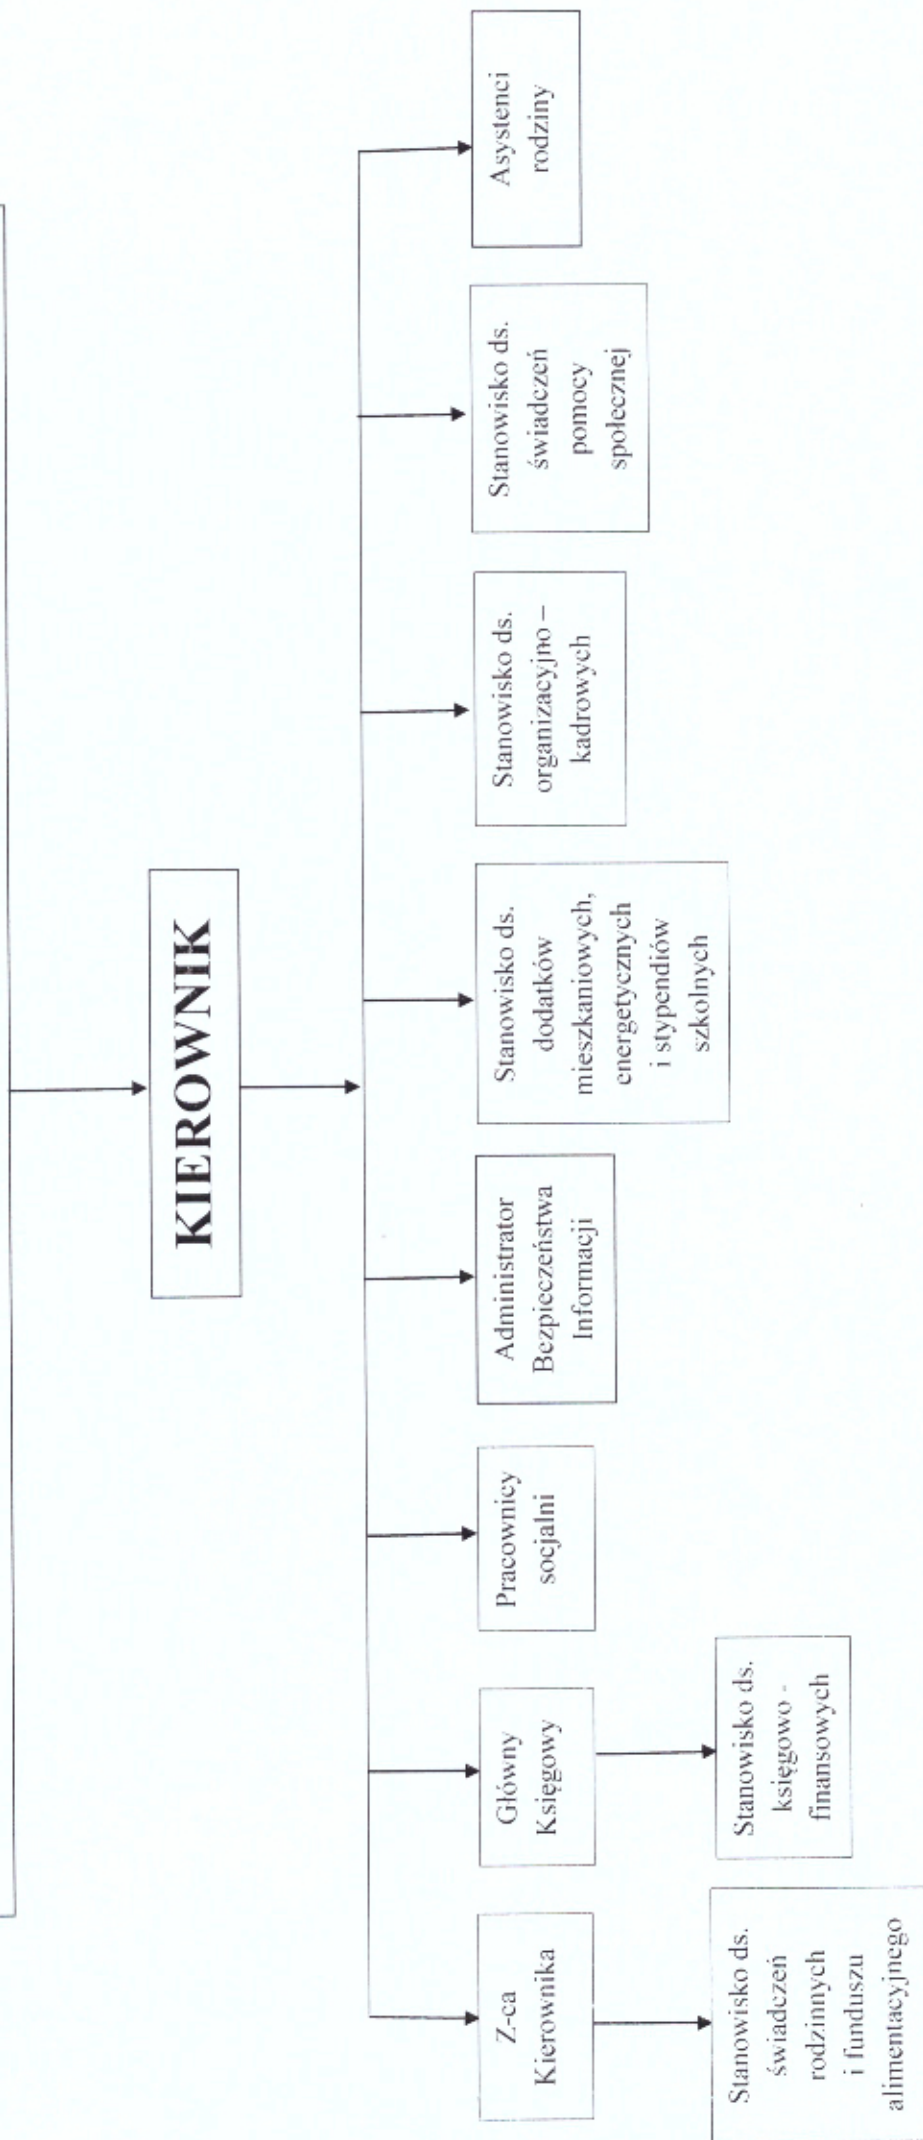 KIEROWNIK
Z-ca
Kierownika
Główny
Księgowy
Pracownicy
socjalni
Administrator
Bezpieczeństwa
Informacji
Stanowisko ds.
dodatków
mieszkaniowych,
energetycznych
i stypendiów
szkolnych
Stanowisko ds.
organizacyjno –
kadrowych
Stanowisko ds.
świadczeń
pomocy
społecznej
Asystenci
rodziny
Stanowisko ds.
świadczeń
rodzinnych
i funduszu
alimentacyjnego
Stanowisko ds.
księgowo -
finansowych